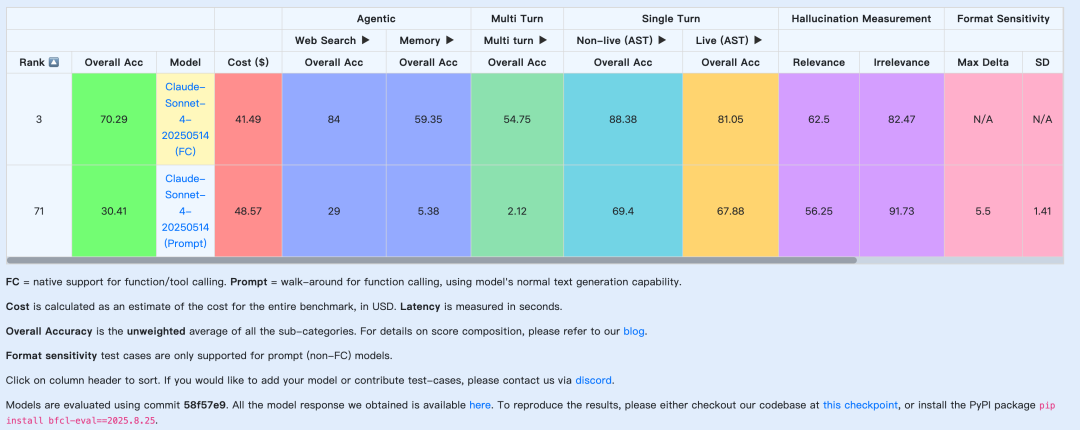 Agentic Multi Turn Single Turn Hallucination Measurement Format Sensitivity
Web Search ▶ Memory ▶ Multi turn ▶ Non-live (AST) ▶ Live (AST) ▶
Rank 🔼 Overall Acc Model Cost ($) Overall Acc Overall Acc Overall Acc Overall Acc Overall Acc Relevance Irrelevance Max Delta SD
3 70.29 Claude-Sonnet-4-20250514 (FC) 41.49 84 59.35 54.75 88.38 81.05 62.5 82.47 N/A N/A
71 30.41 Claude-Sonnet-4-20250514 (Prompt) 48.57 29 5.38 2.12 69.4 67.88 56.25 91.73 5.5 1.41
FC = native support for function/tool calling. Prompt = walk-around for function calling, using model's normal text generation capability.
Cost is calculated as an estimate of the cost for the entire benchmark, in USD. Latency is measured in seconds.
Overall Accuracy is the unweighted average of all the sub-categories. For details on score composition, please refer to our blog.
Format sensitivity test cases are only supported for prompt (non-FC) models.
Click on column header to sort. If you would like to add your model or contribute test-cases, please contact us via discord.
Models are evaluated using commit 58f57e9. All the model response we obtained is available here. To reproduce the results, please either checkout our codebase at this checkpoint, or install the PyPI package pip
install bfcl-eval==2025.8.25.